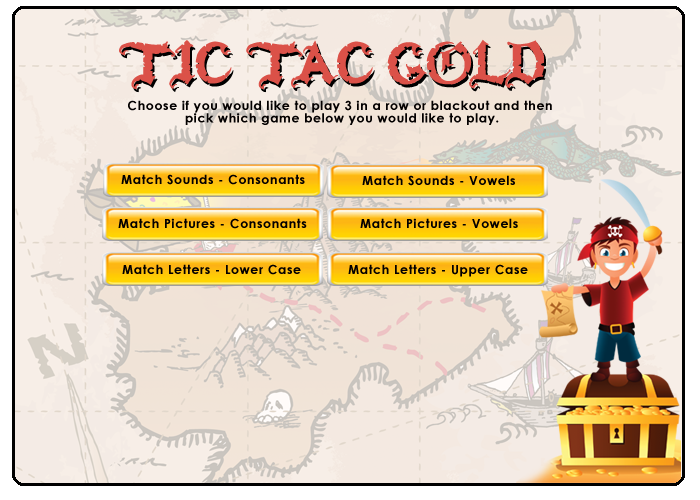 TIC TAC GOLD
Choose if you would like to play 3 in a row or blackout and then
pick which game below you would like to play.
Match Sounds - Consonants
Match Sounds - Vowels
Match Pictures - Consonants
Match Pictures - Vowels
Match Letters - Lower Case
Match Letters - Upper Case
N